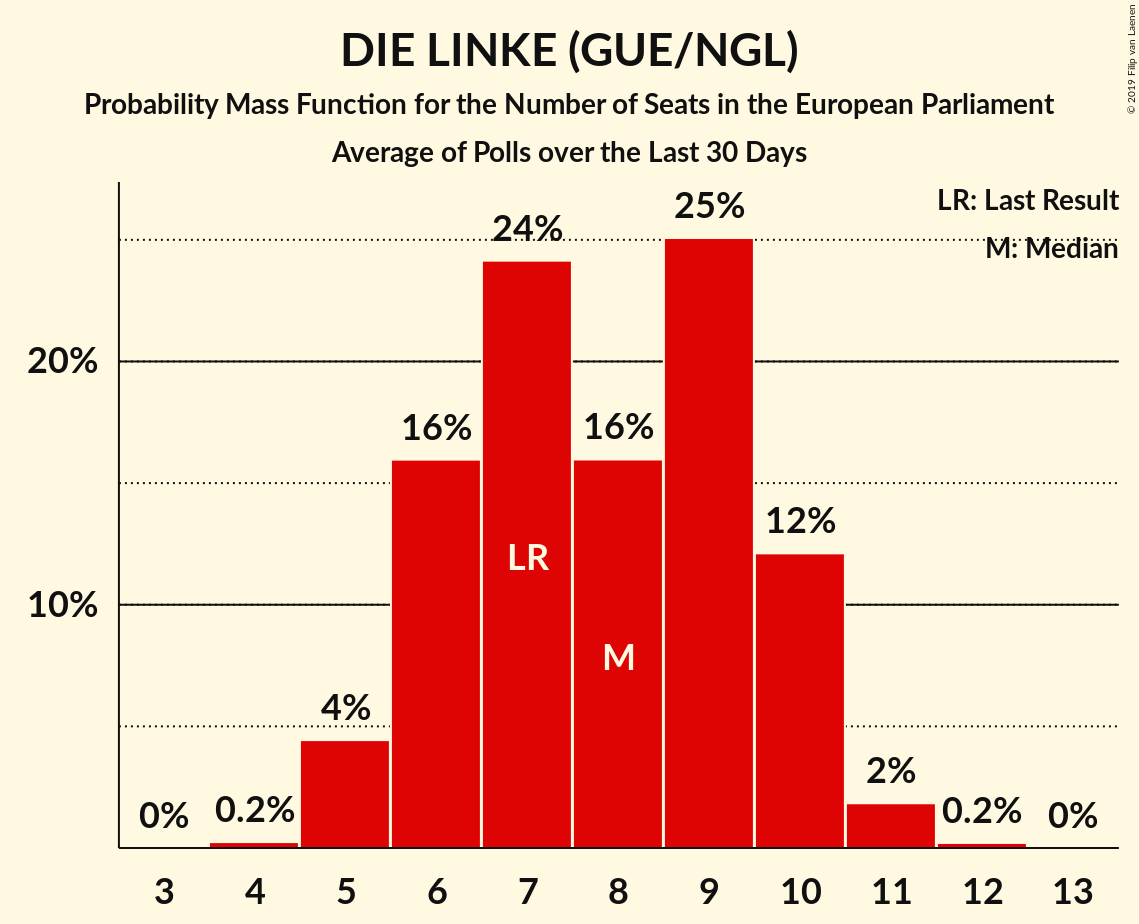 DIE LINKE (GUE/NGL)
Probability Mass Function for the Number of Seats in the European Parliament
Average of Polls over the Last 30 Days
© 2019 Filip van Laenen
LR: Last Result
M: Median
25%
24%
20%
16%
16%
12%
10%
LR
M
4%
2%
0%
0.2%
0.2%
0%
3 4 5 6 7 8 9 10 11 12 13